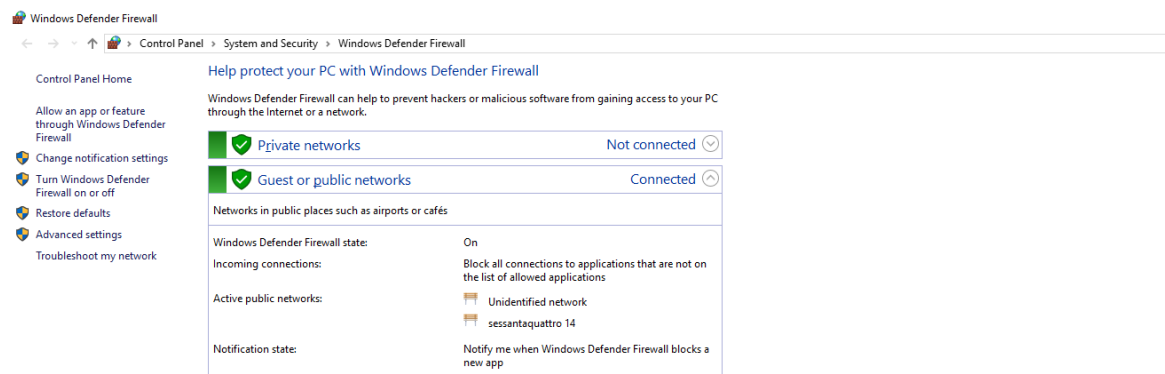 Windows Defender Firewall
Control Panel > System and Security > Windows Defender Firewall
Control Panel Home
Allow an app or feature
through Windows Defender
Firewall
Change notification settings
Turn Windows Defender
Firewall on or off
Restore defaults
Advanced settings
Troubleshoot my network
Help protect your PC with Windows Defender Firewall
Windows Defender Firewall can help to prevent hackers or malicious software from gaining access to your PC
through the Internet or a network.
Private networks Not connected
Guest or public networks Connected
Networks in public places such as airports or cafés
Windows Defender Firewall state: On
Incoming connections: Block all connections to applications that are not on
the list of allowed applications
Active public networks: Unidentified network
sessantaquattro 14
Notification state: Notify me when Windows Defender Firewall blocks a
new app